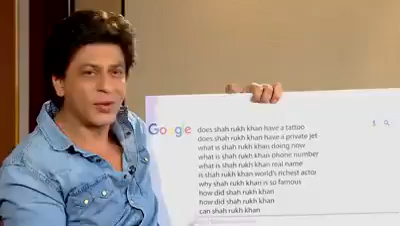 Google
does shah rukh khan have a tattoo
does shah rukh khan have a private jet
what is shah rukh khan doing now
what is shah rukh khan phone number
what is shah rukh khan real name
is shah rukh khan world's richest actor
why shah rukh khan is so famous
how did shah rukh khan
how did shah rukh khan
can shah rukh khan